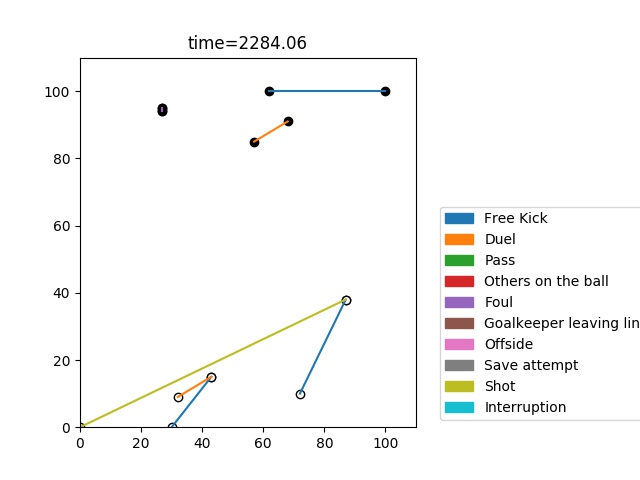 time=2284.06
100
80
60
40
20
0
0 20 40 60 80 100
Free Kick
Duel
Pass
Others on the ball
Foul
Goalkeeper leaving lin
Offside
Save attempt
Shot
Interruption